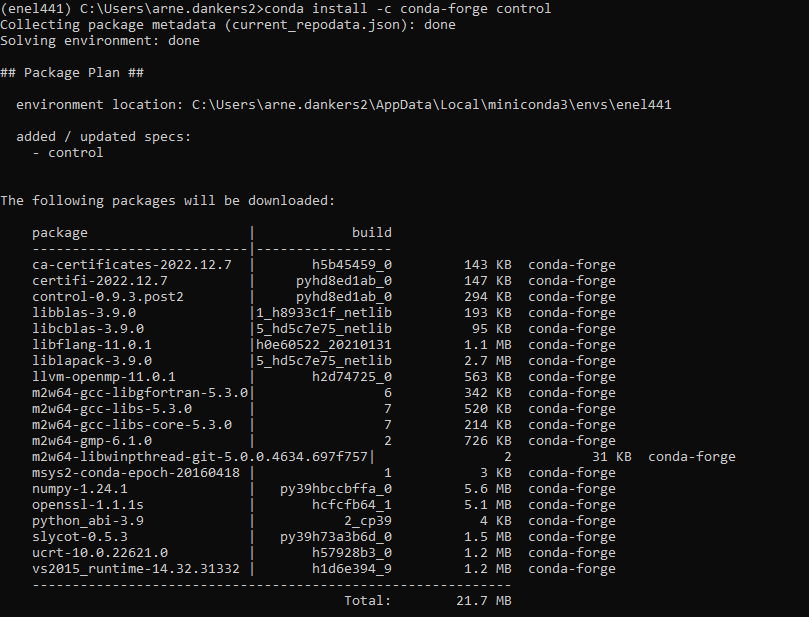 (enel441) C:\Users\arne.dankers2>conda install -c conda-forge control
Collecting package metadata (current_repodata.json): done
Solving environment: done
## Package Plan ##
environment location: C:\Users\arne.dankers2\AppData\Local\miniconda3\envs\enel441
added / updated specs:
- control
The following packages will be downloaded:
package | build
---------------------------|-----------------
ca-certificates-2022.12.7 | h5b45459_0 143 KB conda-forge
certifi-2022.12.7 | pyhd8ed1ab_0 147 KB conda-forge
control-0.9.3.post2 | pyhd8ed1ab_0 294 KB conda-forge
libblas-3.9.0 |1_h8933c1f_netlib 193 KB conda-forge
libcblas-3.9.0 |5_hd5c7e75_netlib 95 KB conda-forge
libflang-11.0.1 |h0e60522_20210131 1.1 MB conda-forge
liblapack-3.9.0 |5_hd5c7e75_netlib 2.7 MB conda-forge
llvm-openmp-11.0.1 | h2d74725_0 563 KB conda-forge
m2w64-gcc-libgfortran-5.3.0| 6 342 KB conda-forge
m2w64-gcc-libs-5.3.0 | 7 520 KB conda-forge
m2w64-gcc-libs-core-5.3.0 | 7 214 KB conda-forge
m2w64-gmp-6.1.0 | 2 726 KB conda-forge
m2w64-libwinpthread-git-5.0.0.4634.697f757| 2 31 KB conda-forge
msys2-conda-epoch-20160418 | 1 3 KB conda-forge
numpy-1.24.1 | py39hbccbffa_0 5.6 MB conda-forge
openssl-1.1.1s | hcfcfb64_1 5.1 MB conda-forge
python_abi-3.9 | 2_cp39 4 KB conda-forge
slycot-0.5.3 | py39h73a3b6d_0 1.5 MB conda-forge
ucrt-10.0.22621.0 | h57928b3_0 1.2 MB conda-forge
vs2015_runtime-14.32.31332 | h1d6e394_9 1.2 MB conda-forge
------------------------------------------------------------
Total: 21.7 MB